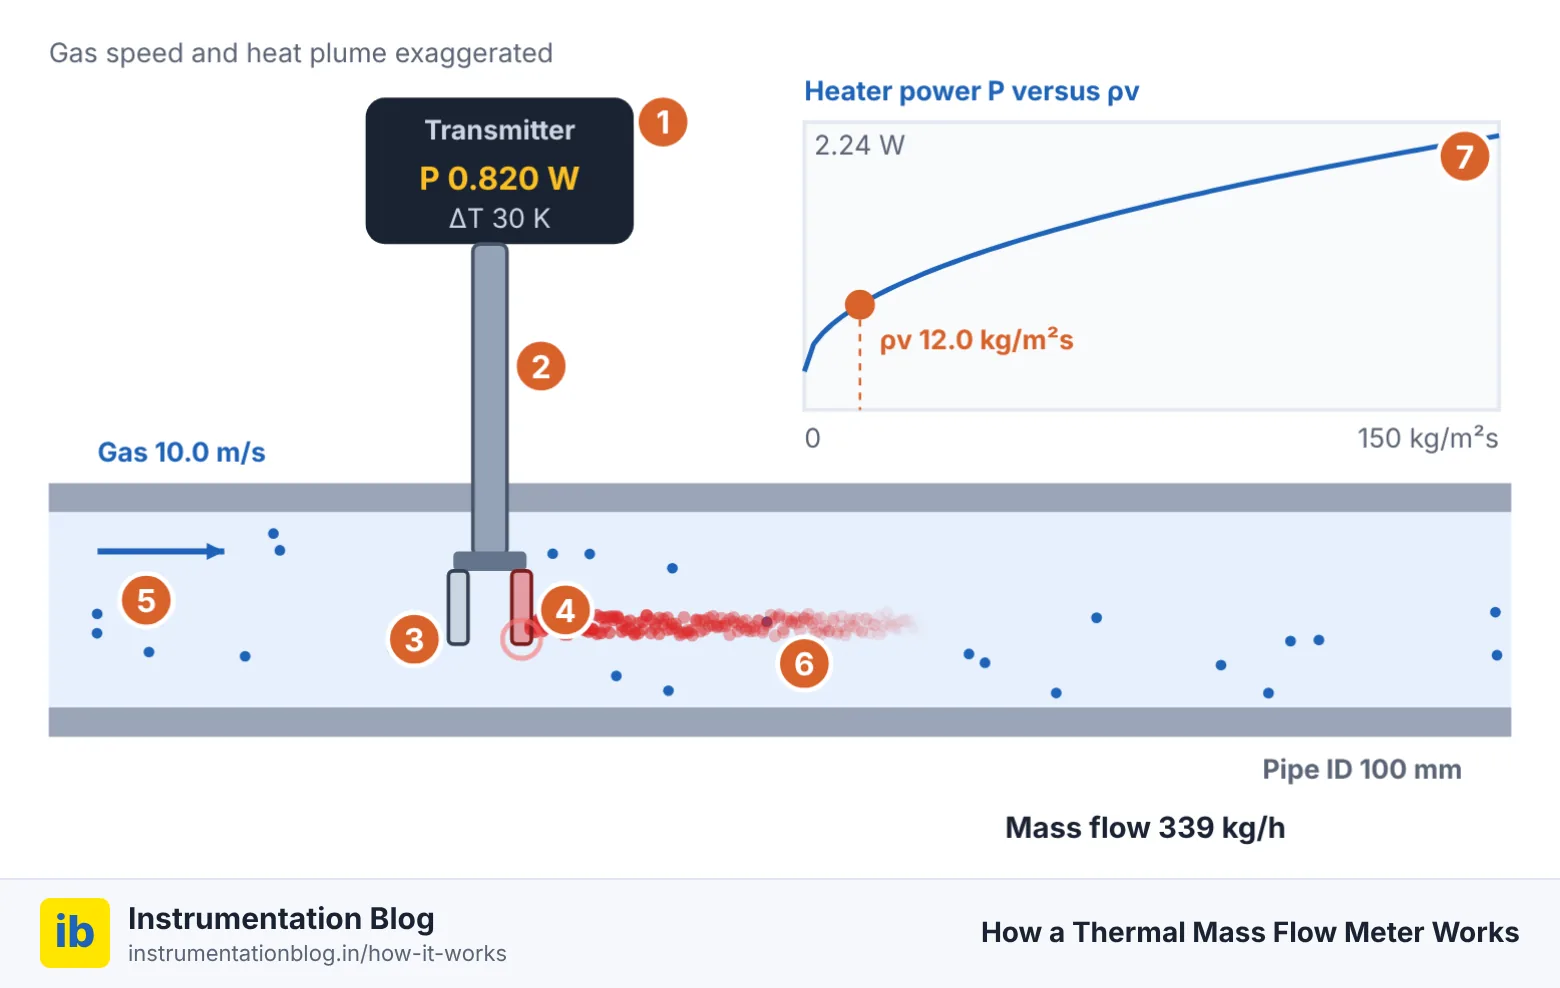 Gas speed and heat plume exaggerated
Transmitter
P 0.820 W
ΔT 30 K
1
2
Heater power P versus ρv
2.24 W
7
ρv 12.0 kg/m²s
0
150 kg/m²s
Gas 10.0 m/s
5
3
4
6
Pipe ID 100 mm
Mass flow 339 kg/h
ib
Instrumentation Blog
instrumentationblog.in/how-it-works
How a Thermal Mass Flow Meter Works